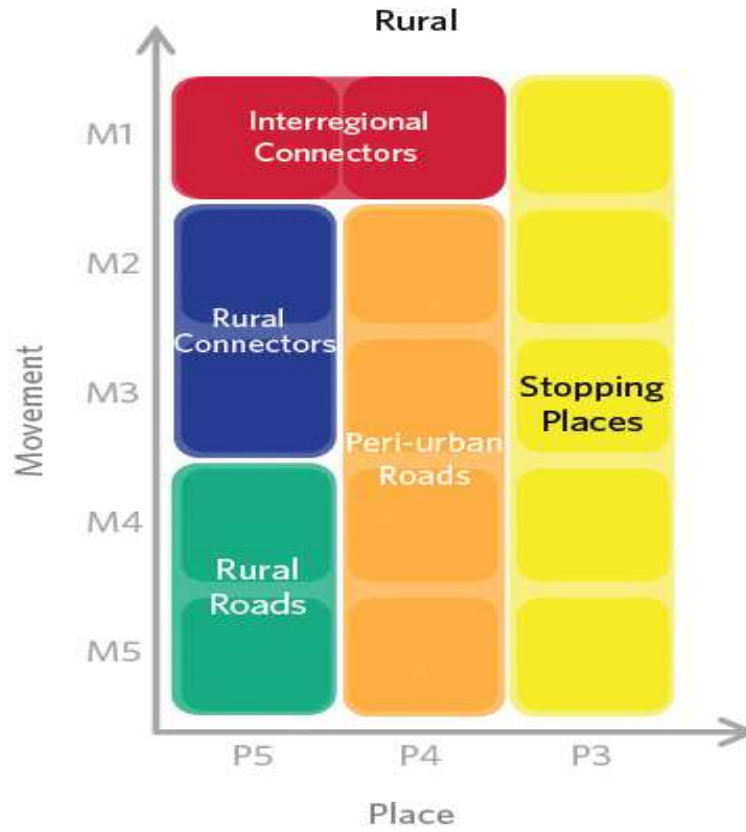 Rural
M1
Interregional
Connectors
M2
Rural
Connectors
M3
Stopping
Places
Movement
Peri-urban
Roads
M4
Rural
Roads
M5
P5
P4
P3
Place